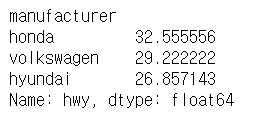 manufacturer
honda         32.555556
volkswagen    29.222222
hyundai       26.857143
Name: hwy, dtype: float64